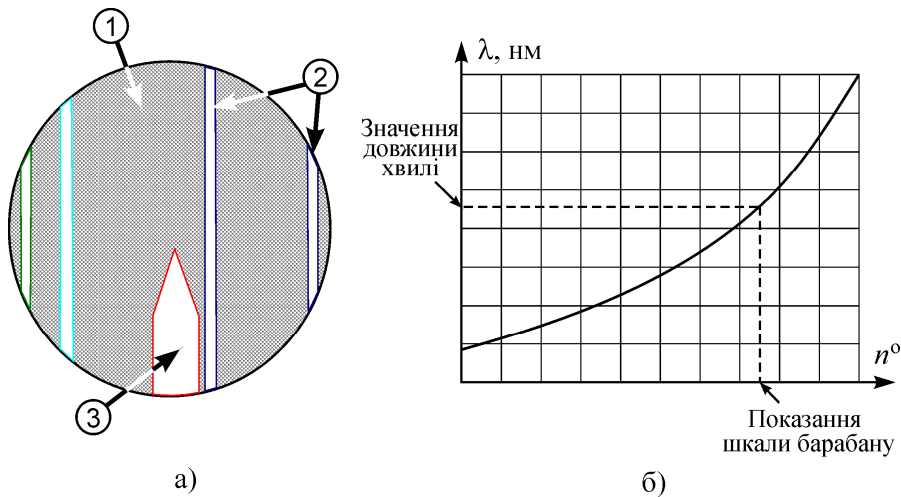 1
2
3
а)
λ, нм
Значення
довжини
хвилі
n°
Показання
шкали барабану
б)